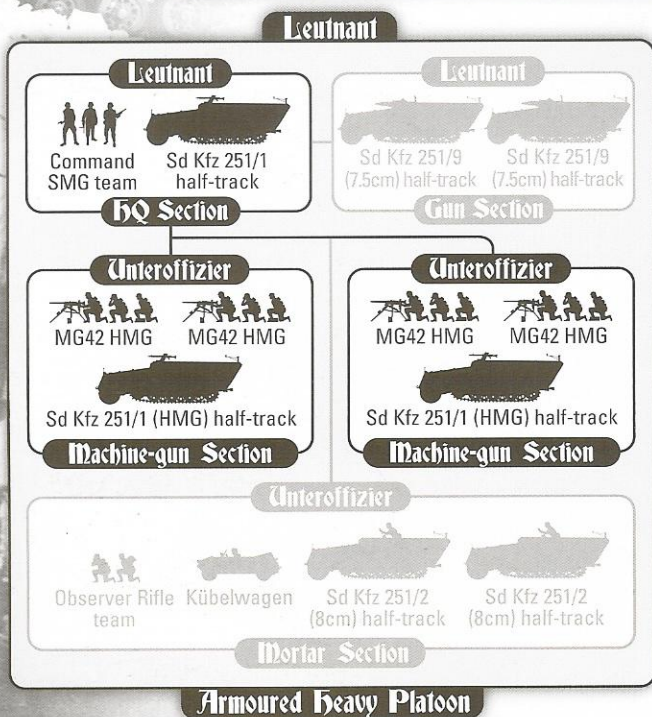 Leutnant
Leutnant
Command
SMG team
Sd Kfz 251/1
half-track
HQ Section
Leutnant
Sd Kfz 251/9
(7.5cm) half-track
Sd Kfz 251/9
(7.5cm) half-track
Gun Section
Unteroffizier
MG42 HMG
MG42 HMG
Sd Kfz 251/1 (HMG) half-track
Machine-gun Section
Unteroffizier
MG42 HMG
MG42 HMG
Sd Kfz 251/1 (HMG) half-track
Machine-gun Section
Unteroffizier
Observer Rifle
team
Kübelwagen
Sd Kfz 251/2
(8cm) half-track
Sd Kfz 251/2
(8cm) half-track
Mortar Section
Armoured Heavy Platoon